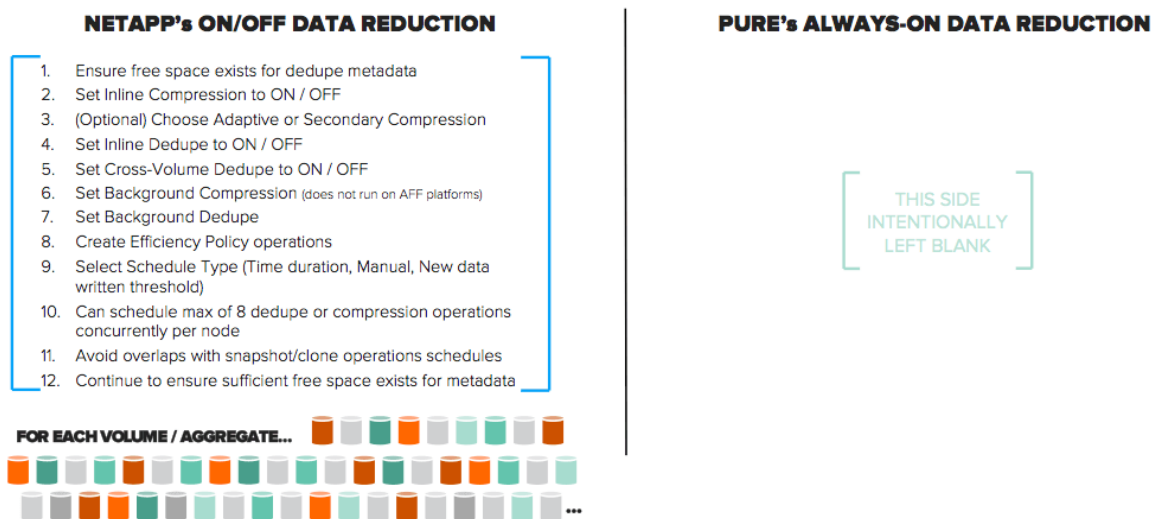 NETAPP's ON/OFF DATA REDUCTION
1. Ensure free space exists for dedupe metadata
2. Set Inline Compression to ON / OFF
3. (Optional) Choose Adaptive or Secondary Compression
4. Set Inline Dedupe to ON / OFF
5. Set Cross-Volume Dedupe to ON / OFF
6. Set Background Compression (does not run on AFF platforms)
7. Set Background Dedupe
8. Create Efficiency Policy operations
9. Select Schedule Type (Time duration, Manual, New data
written threshold)
10. Can schedule max of 8 dedupe or compression operations
concurrently per node
11. Avoid overlaps with snapshot/clone operations schedules
12. Continue to ensure sufficient free space exists for metadata
FOR EACH VOLUME / AGGREGATE...
...
PURE's ALWAYS-ON DATA REDUCTION
THIS SIDE
INTENTIONALLY
LEFT BLANK